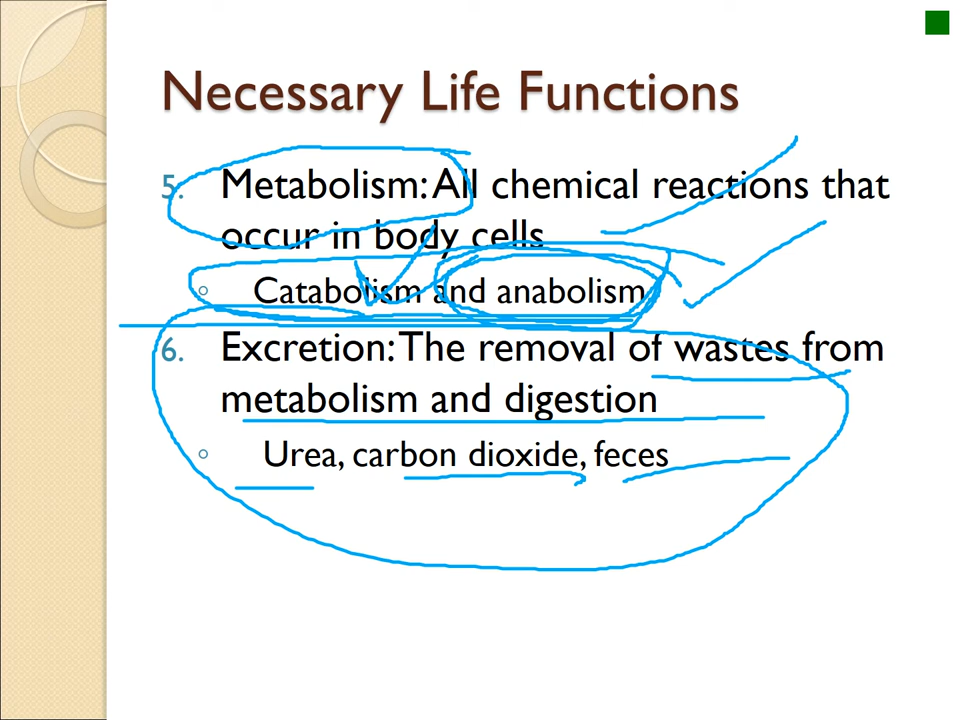 Necessary Life Functions
5. Metabolism: All chemical reactions that
occur in body cells
Catabolism and anabolism
6. Excretion: The removal of wastes from
metabolism and digestion
Urea, carbon dioxide, feces